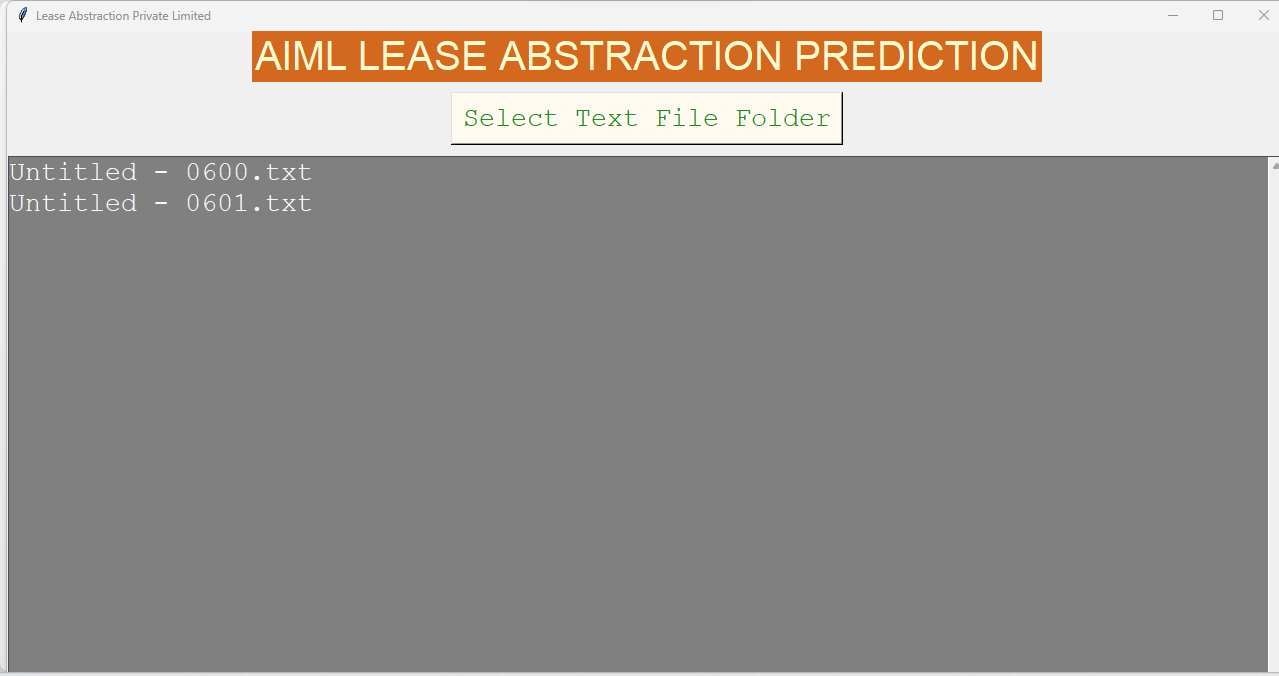 Lease Abstraction Private Limited
AIML LEASE ABSTRACTION PREDICTION
Select Text File Folder
Untitled - 0600.txt
Untitled - 0601.txt